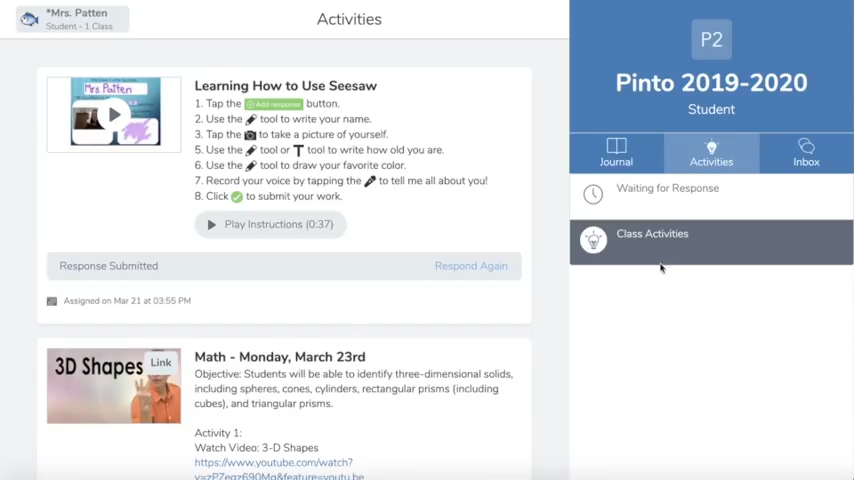 *Mrs. Patten
Student - 1 Class
Activities
Mrs. Patten
Learning How to Use Seesaw
1. Tap the Add response button.
2. Use the tool to write your name.
3. Tap the to take a picture of yourself.
5. Use the tool or T tool to write how old you are.
6. Use the tool to draw your favorite color.
7. Record your voice by tapping the to tell me all about you!
8. Click to submit your work.
Play Instructions (0:37)
Response Submitted
Respond Again
Assigned on Mar 21 at 03:55 PM
3D Shapes
Link
Math - Monday, March 23rd
Objective: Students will be able to identify three-dimensional solids,
including spheres, cones, cylinders, rectangular prisms (including
cubes), and triangular prisms.
Activity 1:
Watch Video: 3-D Shapes
https://www.youtube.com/watch?
v=zPZeqz690Mg&feature=youtu.be
P2
Pinto 2019-2020
Student
Journal
Activities
Inbox
Waiting for Response
Class Activities